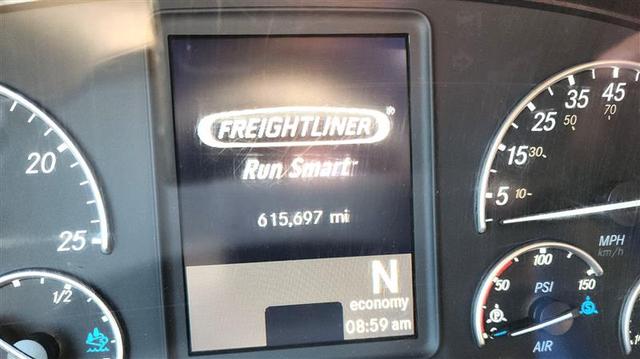 FREIGHTLINER®
Run Smart
615,697 mi
N
economy
08:59 am
20
25
1/2
5
15
25
35
45
10
30
50
70
MPH
km/h
50
100
150
PSI
P
S
AIR